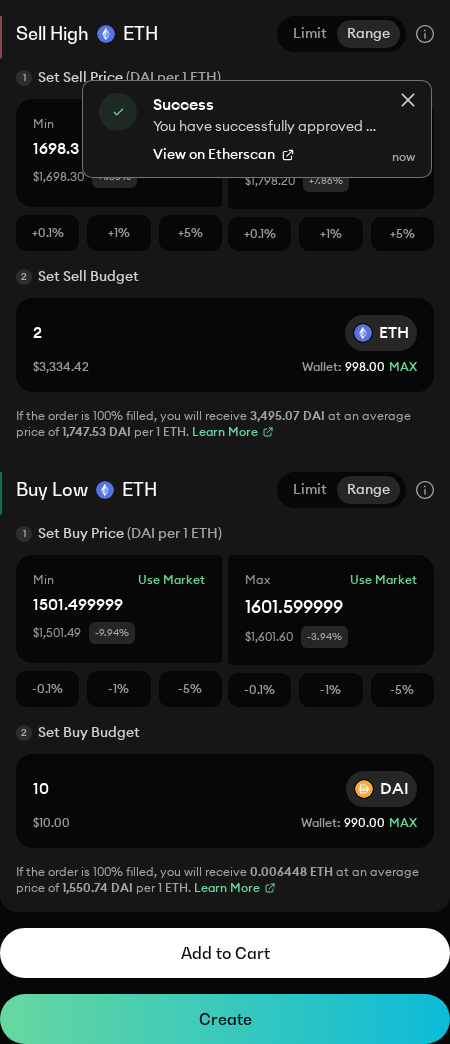 Sell High ETH Limit Range
1 Set Sell Price (DAI per 1 ETH)
Success
You have successfully approved ...
View on Etherscan
now
Min
1698.3
$1,698.30
$1,798.20 +7.86%
+0.1% +1% +5% +0.1% +1% +5%
2 Set Sell Budget
2 ETH
$3,334.42 Wallet: 998.00 MAX
If the order is 100% filled, you will receive 3,495.07 DAI at an average
price of 1,747.53 DAI per 1 ETH. Learn More
Buy Low ETH Limit Range
1 Set Buy Price (DAI per 1 ETH)
Min Use Market Max Use Market
1501.499999 1601.599999
$1,501.49 -9.94% $1,601.60 -3.94%
-0.1% -1% -5% -0.1% -1% -5%
2 Set Buy Budget
10 DAI
$10.00 Wallet: 990.00 MAX
If the order is 100% filled, you will receive 0.006448 ETH at an average
price of 1,550.74 DAI per 1 ETH. Learn More
Add to Cart
Create